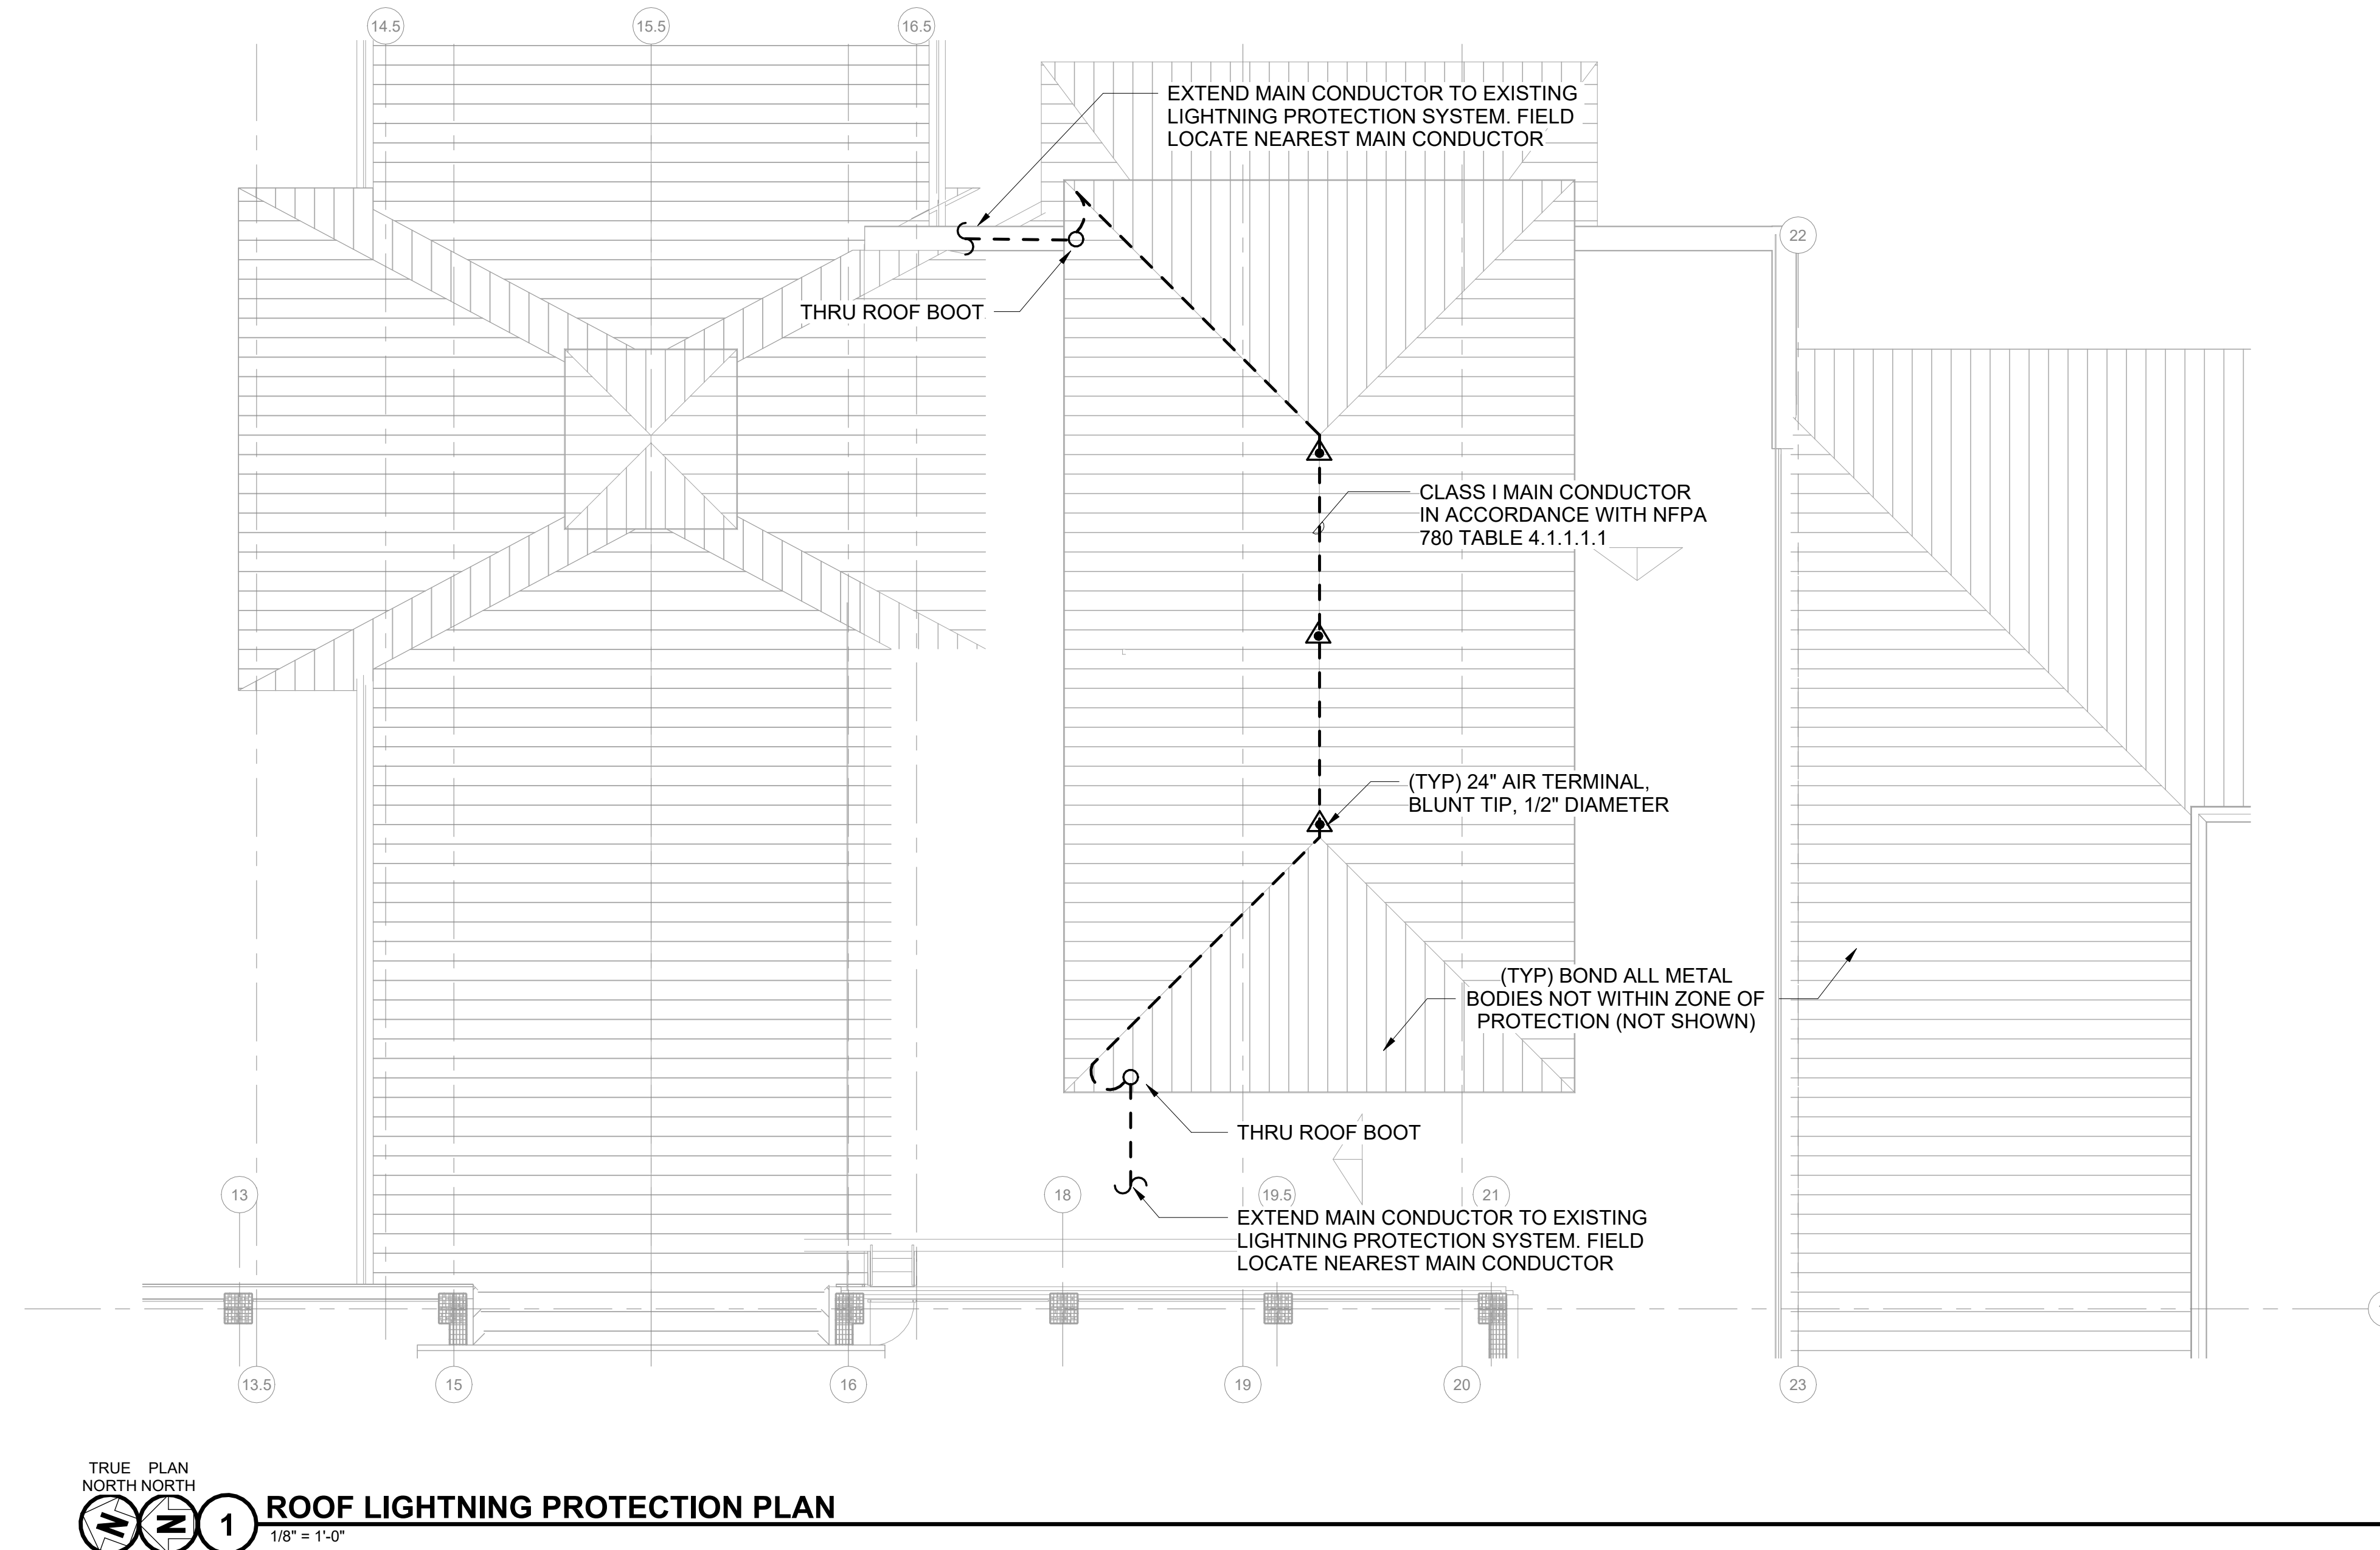 14.5
15.5
16.5
EXTEND MAIN CONDUCTOR TO EXISTING
LIGHTNING PROTECTION SYSTEM. FIELD
LOCATE NEAREST MAIN CONDUCTOR
22
THRU ROOF BOOT
CLASS I MAIN CONDUCTOR
IN ACCORDANCE WITH NFPA
780 TABLE 4.1.1.1.1
(TYP) 24" AIR TERMINAL,
BLUNT TIP, 1/2" DIAMETER
(TYP) BOND ALL METAL
BODIES NOT WITHIN ZONE OF
PROTECTION (NOT SHOWN)
THRU ROOF BOOT
13
18
19.5
21
EXTEND MAIN CONDUCTOR TO EXISTING
LIGHTNING PROTECTION SYSTEM. FIELD
LOCATE NEAREST MAIN CONDUCTOR
13.5
15
16
19
20
23
TRUE NORTH
PLAN NORTH
N
N
1
ROOF LIGHTNING PROTECTION PLAN
1/8" = 1'-0"